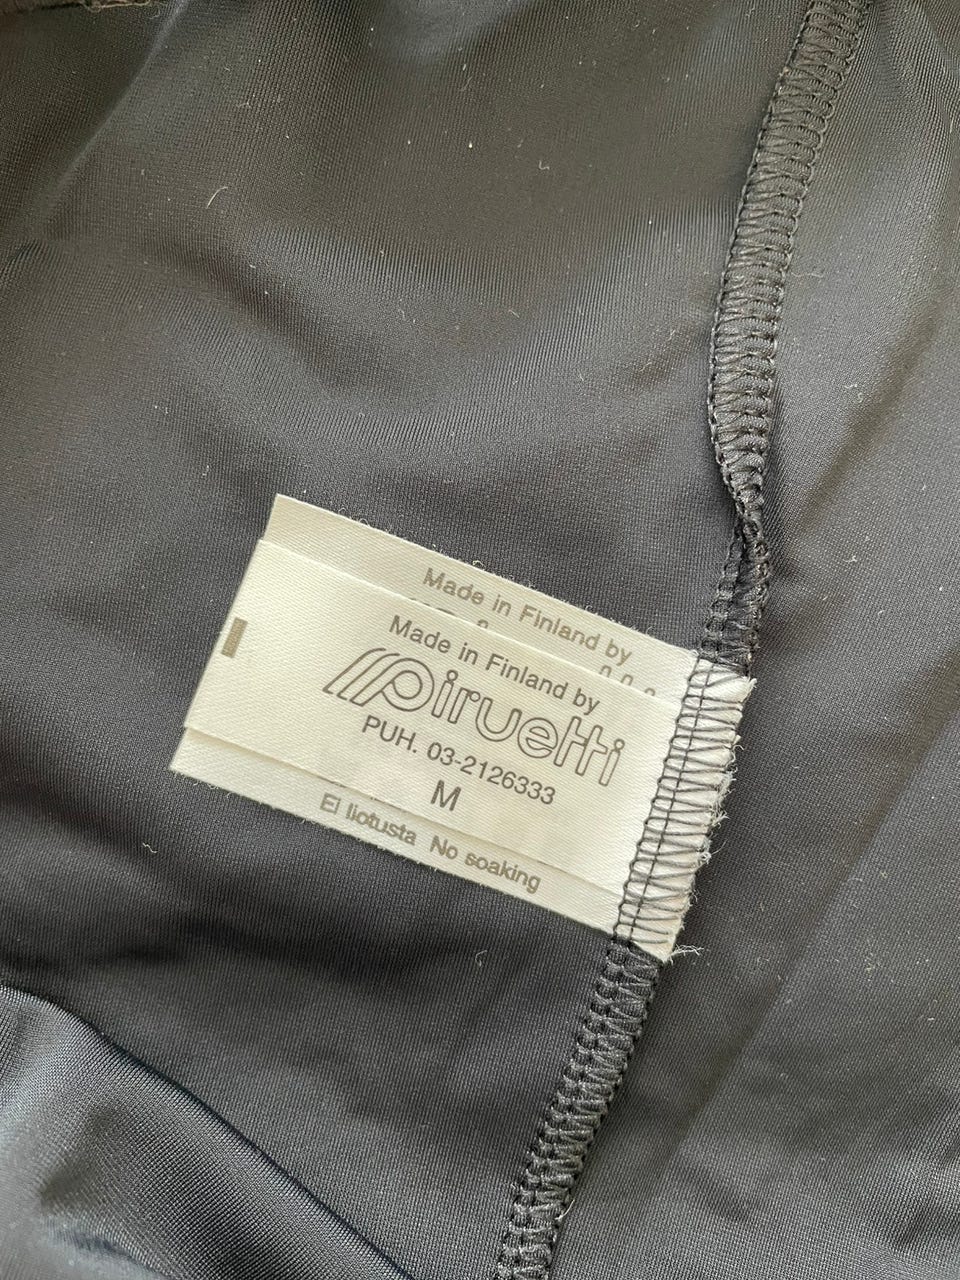 Made in Finland by
Made in Finland by
Piruetti
PUH. 03-2126333
M
Ei liotusta No soaking